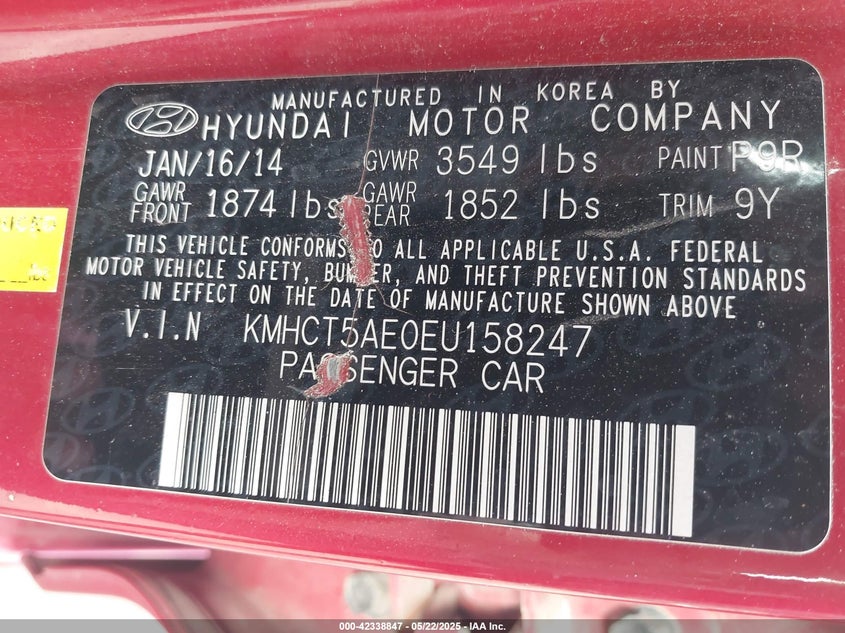 MANUFACTURED IN KOREA BY
HYUNDAI MOTOR COMPANY
JAN/16/14 GVWR 3549 lbs PAINT P9R
GAWR FRONT 1874 lbs GAWR REAR 1852 lbs TRIM 9Y
THIS VEHICLE CONFORMS TO ALL APPLICABLE U.S.A. FEDERAL
MOTOR VEHICLE SAFETY, BUMPER, AND THEFT PREVENTION STANDARDS
IN EFFECT ON THE DATE OF MANUFACTURE SHOWN ABOVE
V.I.N KMHCT5AE0EU158247
PASSENGER CAR
000-42338847 - 05/22/2025 - IAA Inc.